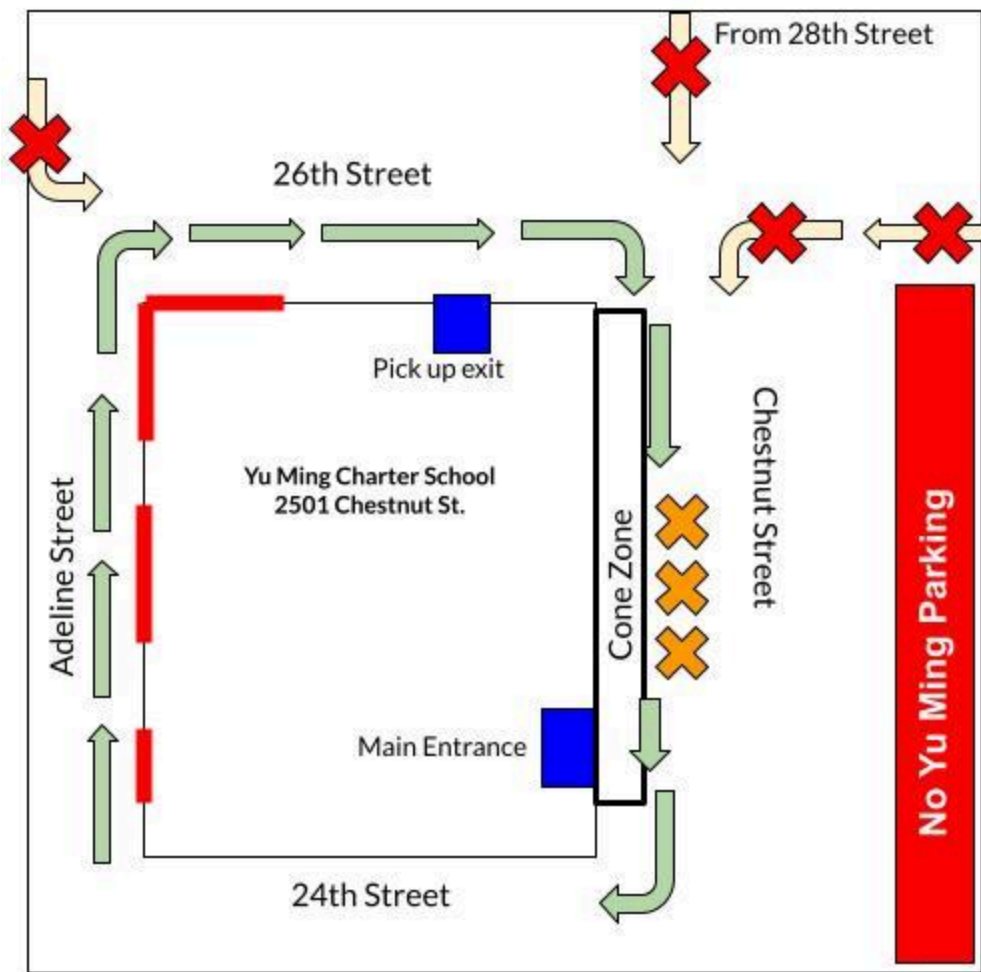 From 28th Street
26th Street
Pick up exit
Yu Ming Charter School
2501 Chestnut St.
Adeline Street
Cone Zone
Chestnut Street
No Yu Ming Parking
Main Entrance
24th Street